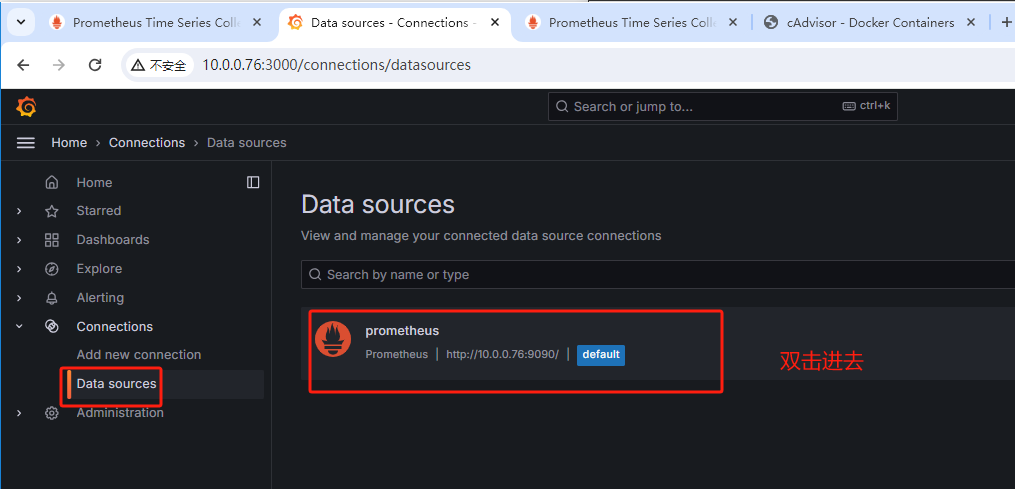 Prometheus Time Series Colle
Data sources - Connections -
Prometheus Time Series Colle
cAdvisor - Docker Containers
不安全
10.0.0.76:3000/connections/datasources
Search or jump to...
ctrl+k
Home › Connections › Data sources
Home
Starred
Dashboards
Explore
Alerting
Connections
Add new connection
Data sources
Administration
Data sources
View and manage your connected data source connections
Search by name or type
prometheus
Prometheus | http://10.0.0.76:9090/ | default
双击进去